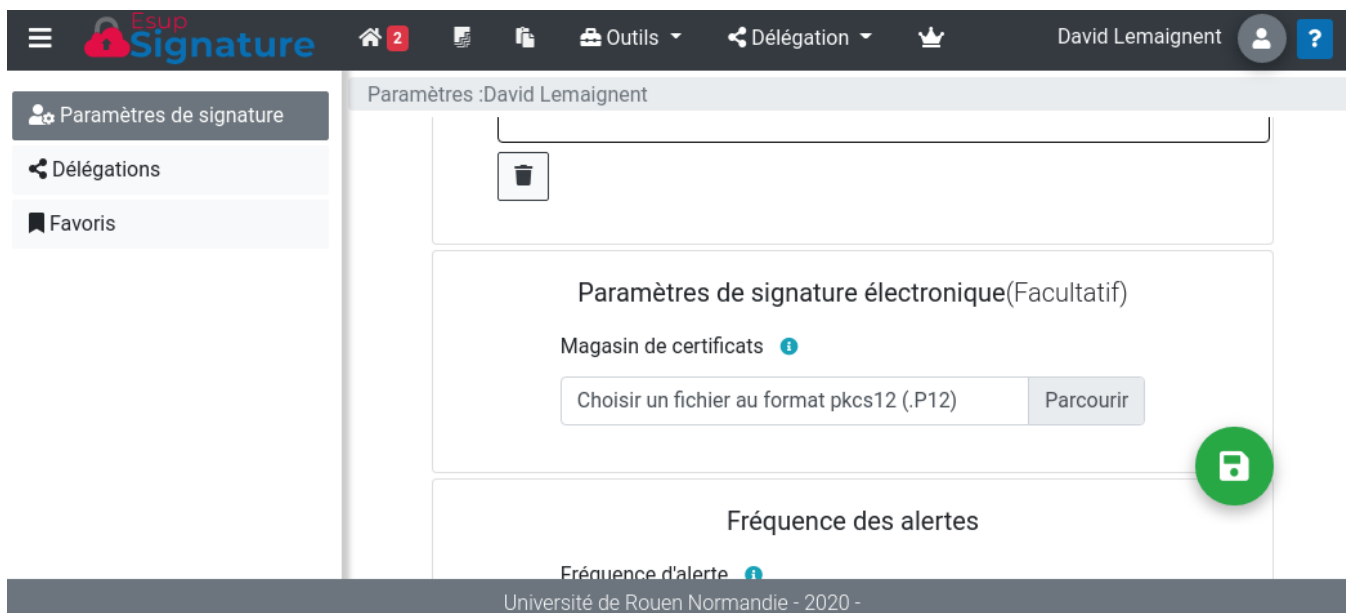 Esup
Signature
2
Outils
Délégation
David Lemaignent
?
Paramètres de signature
Délégations
Favoris
Paramètres :David Lemaignent
Paramètres de signature électronique(Facultatif)
Magasin de certificats
Choisir un fichier au format pkcs12 (.P12)
Parcourir
Fréquence des alertes
Fréquence d'alerte
Université de Rouen Normandie - 2020 -